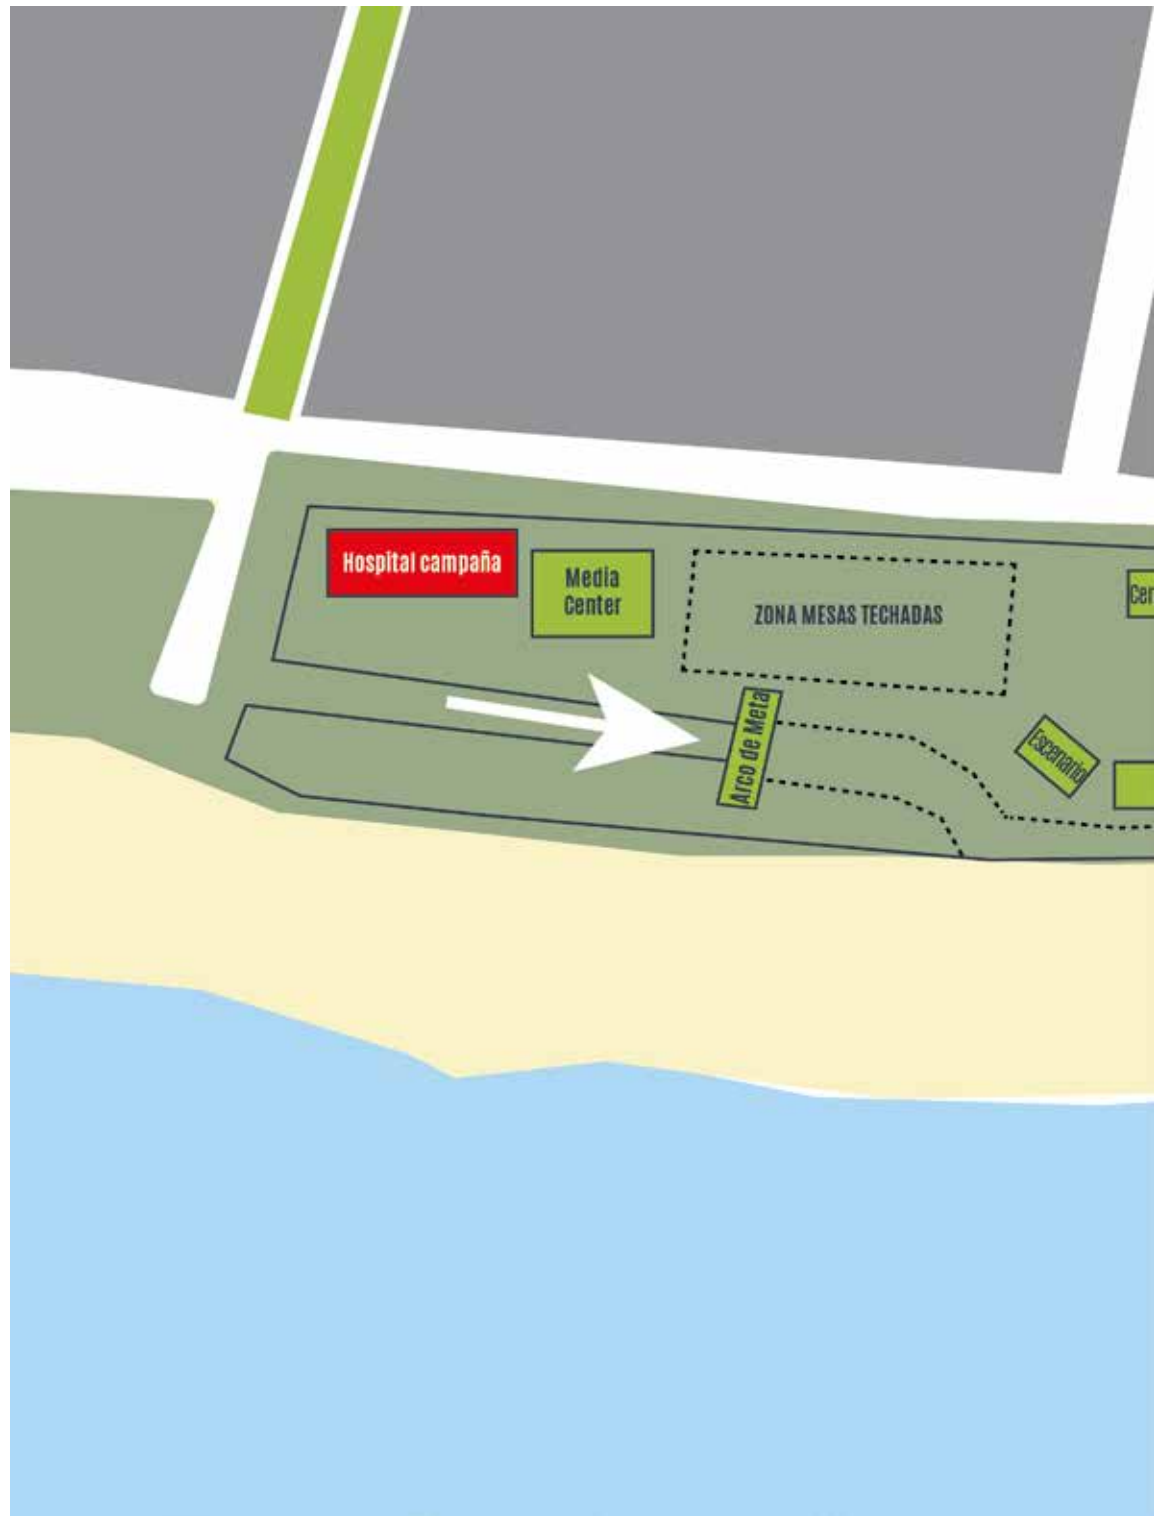 Hospital campaña
Media
Center
ZONA MESAS TECHADAS
Arco de Meta
Escenario